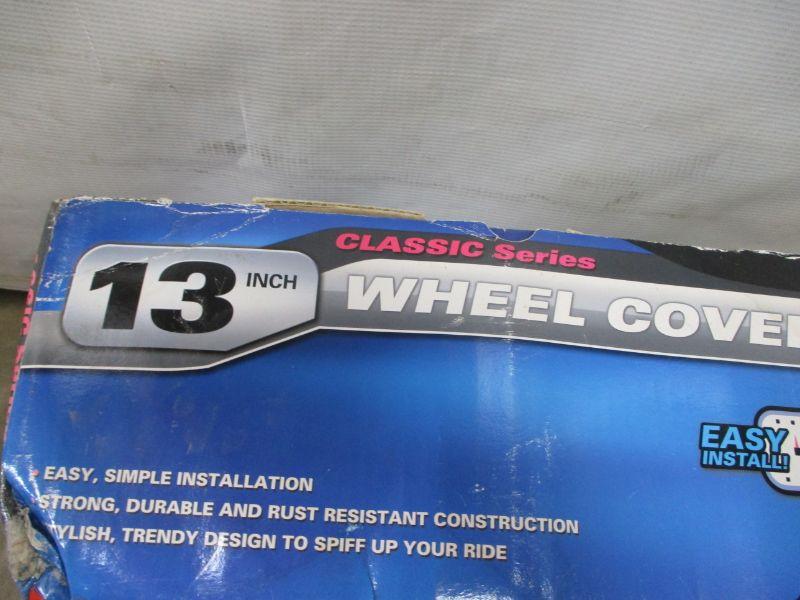 CLASSIC Series
13 INCH
WHEEL COVE
EASY INSTALL!
• EASY, SIMPLE INSTALLATION
STRONG, DURABLE AND RUST RESISTANT CONSTRUCTION
YLISH, TRENDY DESIGN TO SPIFF UP YOUR RIDE